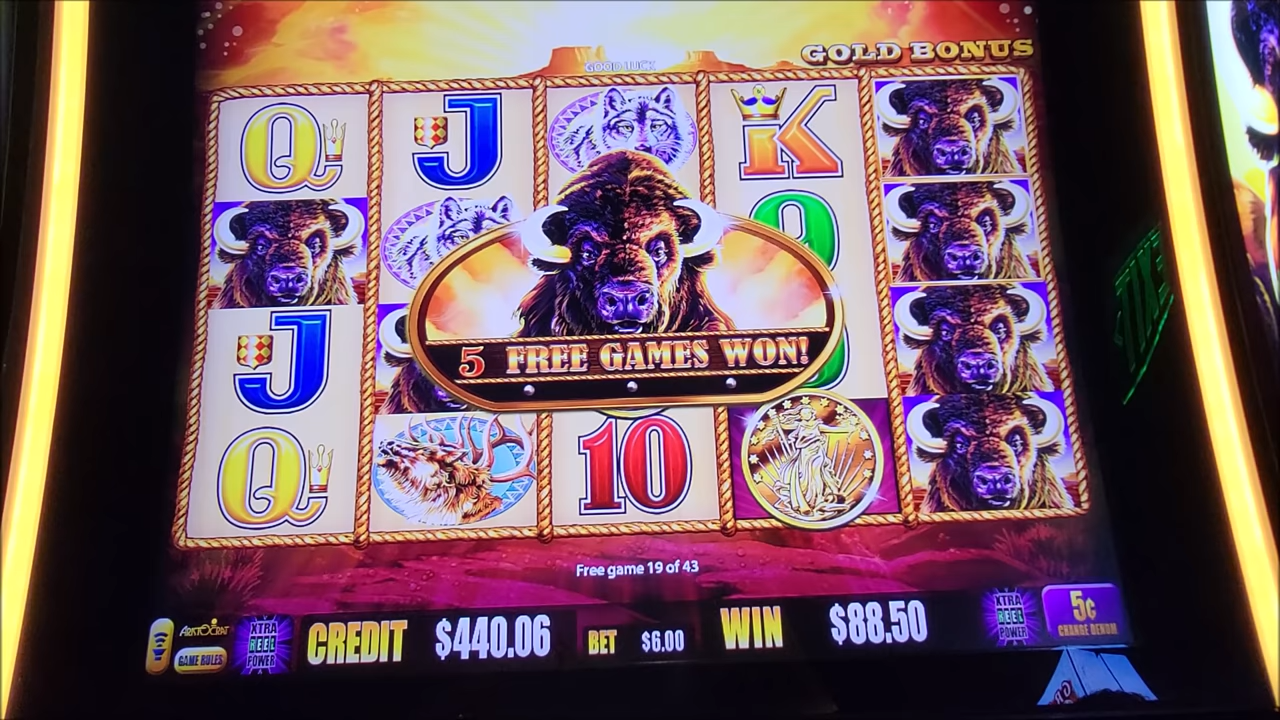 GOLD BONUS
GOOD LUCK
Q J K
J
5 FREE GAMES WON!
Q 10
Free game 19 of 43
ARISTOCRAT
GAME RULES
XTRA
REEL
POWER
CREDIT $440.06 BET $6.00 WIN $88.50
XTRA
REEL
POWER
5¢
CHANGE DENOM